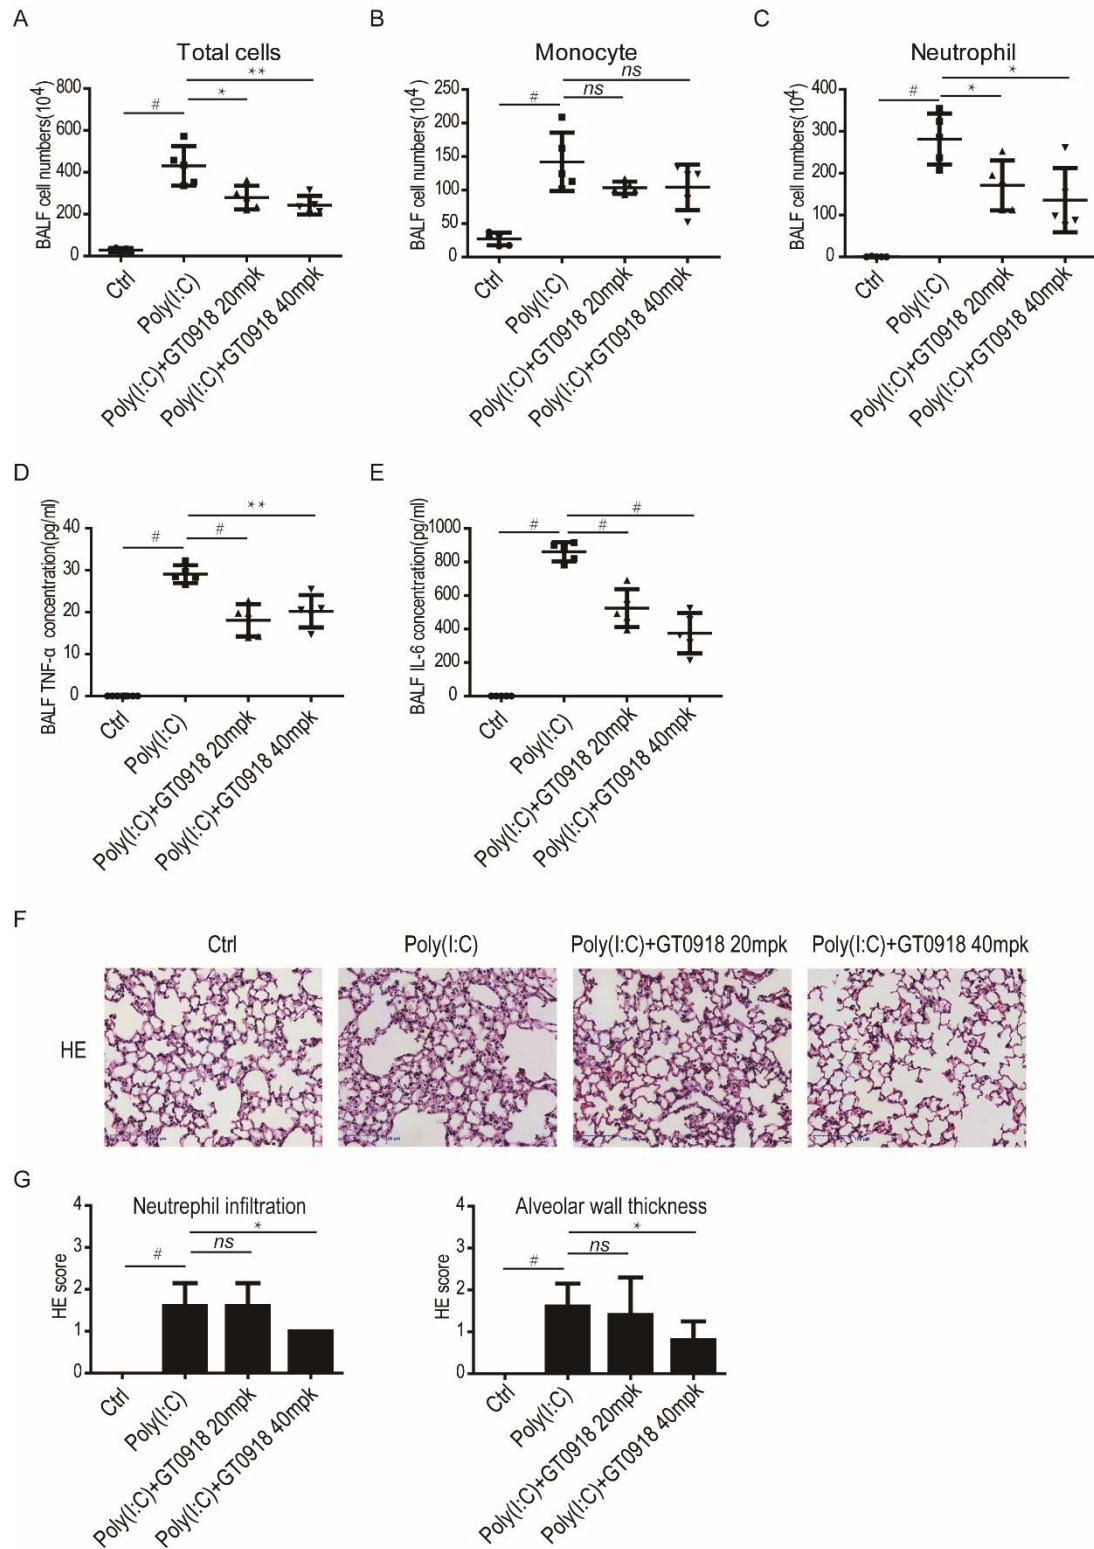 A
B
C
Total cells
Monocyte
Neutrophil
BALF cell numbers(10⁴)
800
600
400
200
0
#
*
**
Ctrl
Poly(I:C)
Poly(I:C)+GT0918 20mpk
Poly(I:C)+GT0918 40mpk
BALF cell numbers(10⁴)
250
200
150
100
50
0
#
ns
ns
Ctrl
Poly(I:C)
Poly(I:C)+GT0918 20mpk
Poly(I:C)+GT0918 40mpk
BALF cell numbers(10⁴)
400
300
200
100
0
#
*
*
Ctrl
Poly(I:C)
Poly(I:C)+GT0918 20mpk
Poly(I:C)+GT0918 40mpk
D
E
BALF TNF-α concentration(pg/ml)
40
30
20
10
0
#
#
**
Ctrl
Poly(I:C)
Poly(I:C)+GT0918 20mpk
Poly(I:C)+GT0918 40mpk
BALF IL-6 concentration(pg/ml)
1000
800
600
400
200
0
#
#
#
Ctrl
Poly(I:C)
Poly(I:C)+GT0918 20mpk
Poly(I:C)+GT0918 40mpk
F
Ctrl
Poly(I:C)
Poly(I:C)+GT0918 20mpk
Poly(I:C)+GT0918 40mpk
HE
G
Neutrephil infiltration
HE score
4
3
2
1
0
#
ns
*
Ctrl
Poly(I:C)
Poly(I:C)+GT0918 20mpk
Poly(I:C)+GT0918 40mpk
Alveolar wall thickness
HE score
4
3
2
1
0
#
ns
*
Ctrl
Poly(I:C)
Poly(I:C)+GT0918 20mpk
Poly(I:C)+GT0918 40mpk